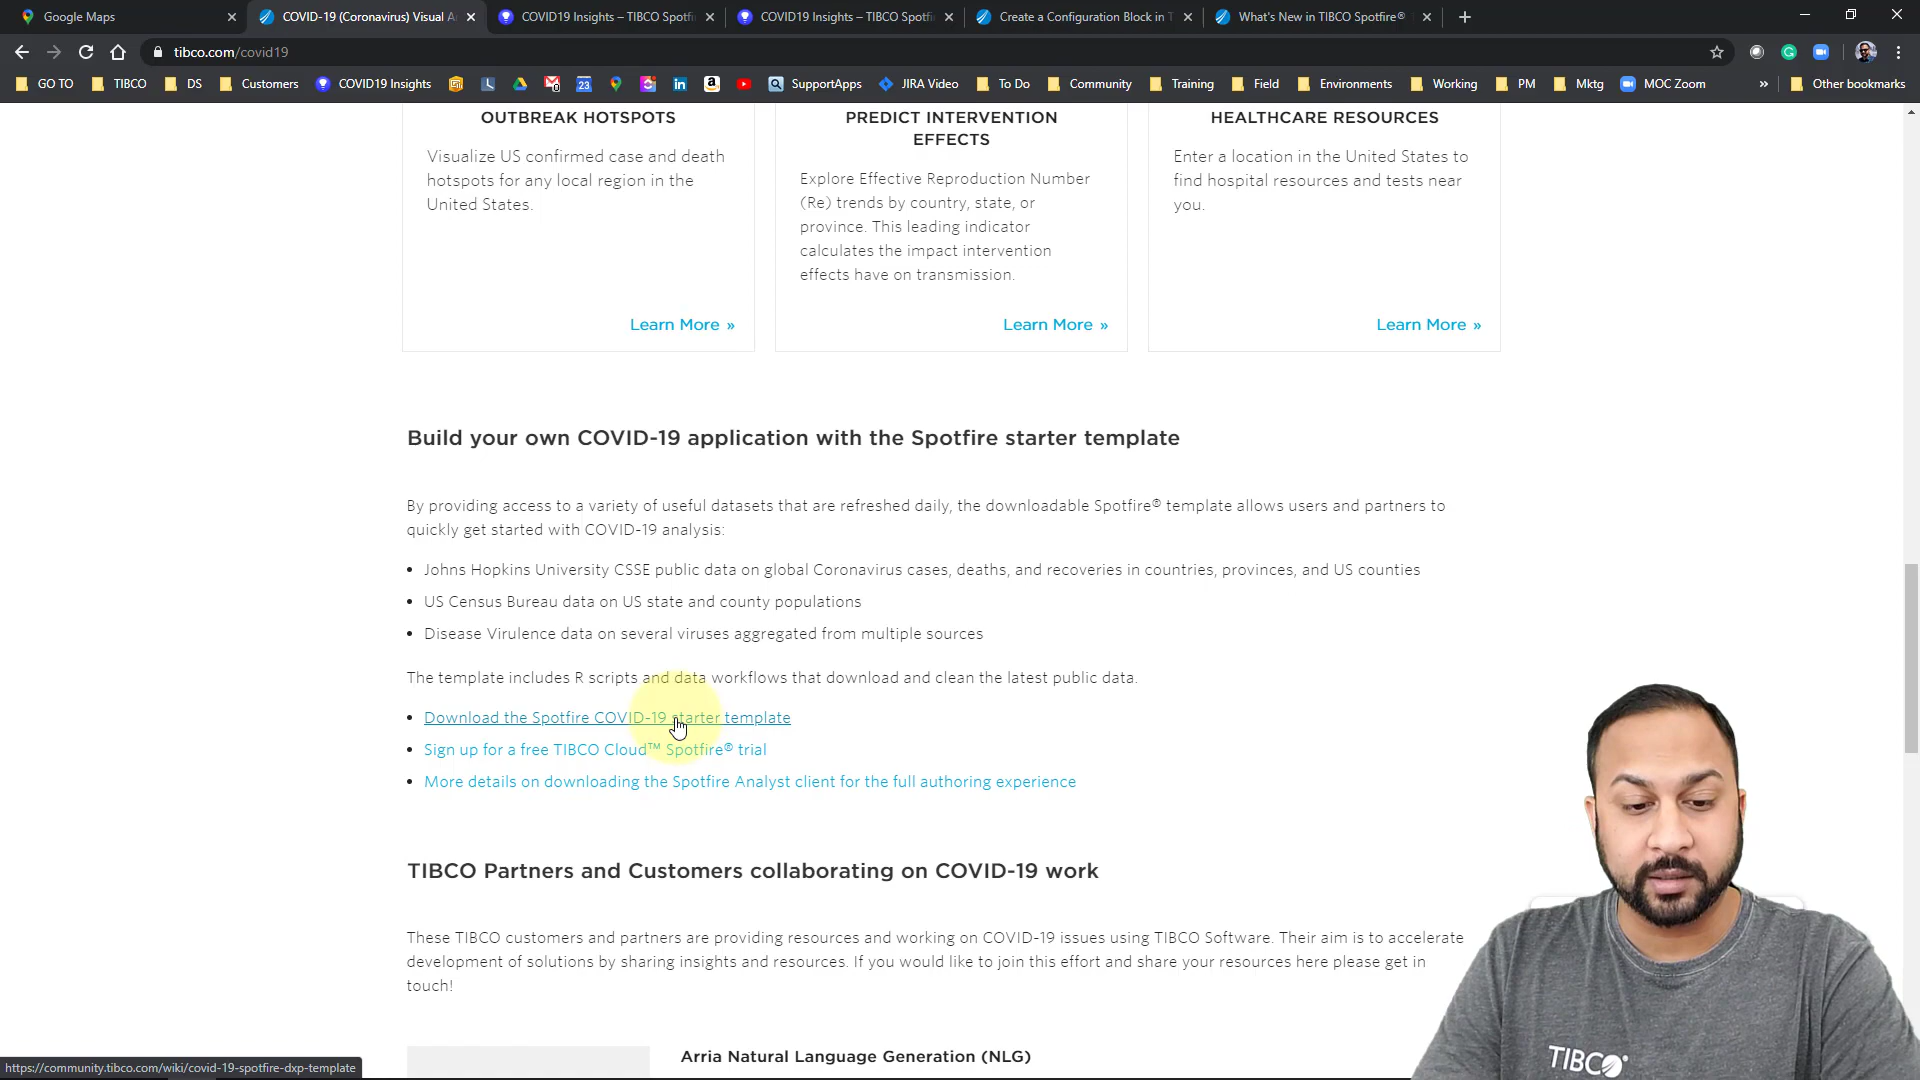 Google Maps
COVID-19 (Coronavirus) Visual A
COVID19 Insights – TIBCO Spotfi
COVID19 Insights – TIBCO Spotfi
Create a Configuration Block in T
What's New in TIBCO Spotfire®
tibco.com/covid19
GO TO
TIBCO
DS
Customers
COVID19 Insights
23
SupportApps
JIRA Video
To Do
Community
Training
Field
Environments
Working
PM
Mktg
MOC Zoom
»
Other bookmarks
OUTBREAK HOTSPOTS
Visualize US confirmed case and death
hotspots for any local region in the
United States.
Learn More »
PREDICT INTERVENTION
EFFECTS
Explore Effective Reproduction Number
(Re) trends by country, state, or
province. This leading indicator
calculates the impact intervention
effects have on transmission.
Learn More »
HEALTHCARE RESOURCES
Enter a location in the United States to
find hospital resources and tests near
you.
Learn More »
Build your own COVID-19 application with the Spotfire starter template
By providing access to a variety of useful datasets that are refreshed daily, the downloadable Spotfire® template allows users and partners to
quickly get started with COVID-19 analysis:
• Johns Hopkins University CSSE public data on global Coronavirus cases, deaths, and recoveries in countries, provinces, and US counties
• US Census Bureau data on US state and county populations
• Disease Virulence data on several viruses aggregated from multiple sources
The template includes R scripts and data workflows that download and clean the latest public data.
• Download the Spotfire COVID-19 starter template
• Sign up for a free TIBCO Cloud™ Spotfire® trial
• More details on downloading the Spotfire Analyst client for the full authoring experience
TIBCO Partners and Customers collaborating on COVID-19 work
These TIBCO customers and partners are providing resources and working on COVID-19 issues using TIBCO Software. Their aim is to accelerate
development of solutions by sharing insights and resources. If you would like to join this effort and share your resources here please get in
touch!
Arria Natural Language Generation (NLG)
https://community.tibco.com/wiki/covid-19-spotfire-dxp-template
TIBCO